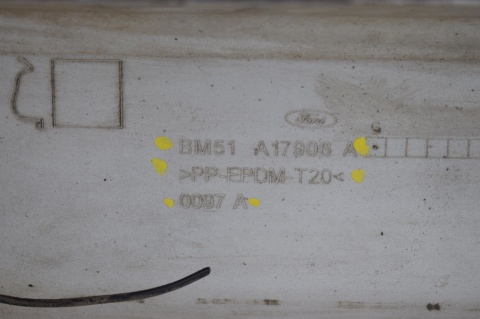 Ford
BM51 A17906 A
>PP-EPDM-T20<
0097 A